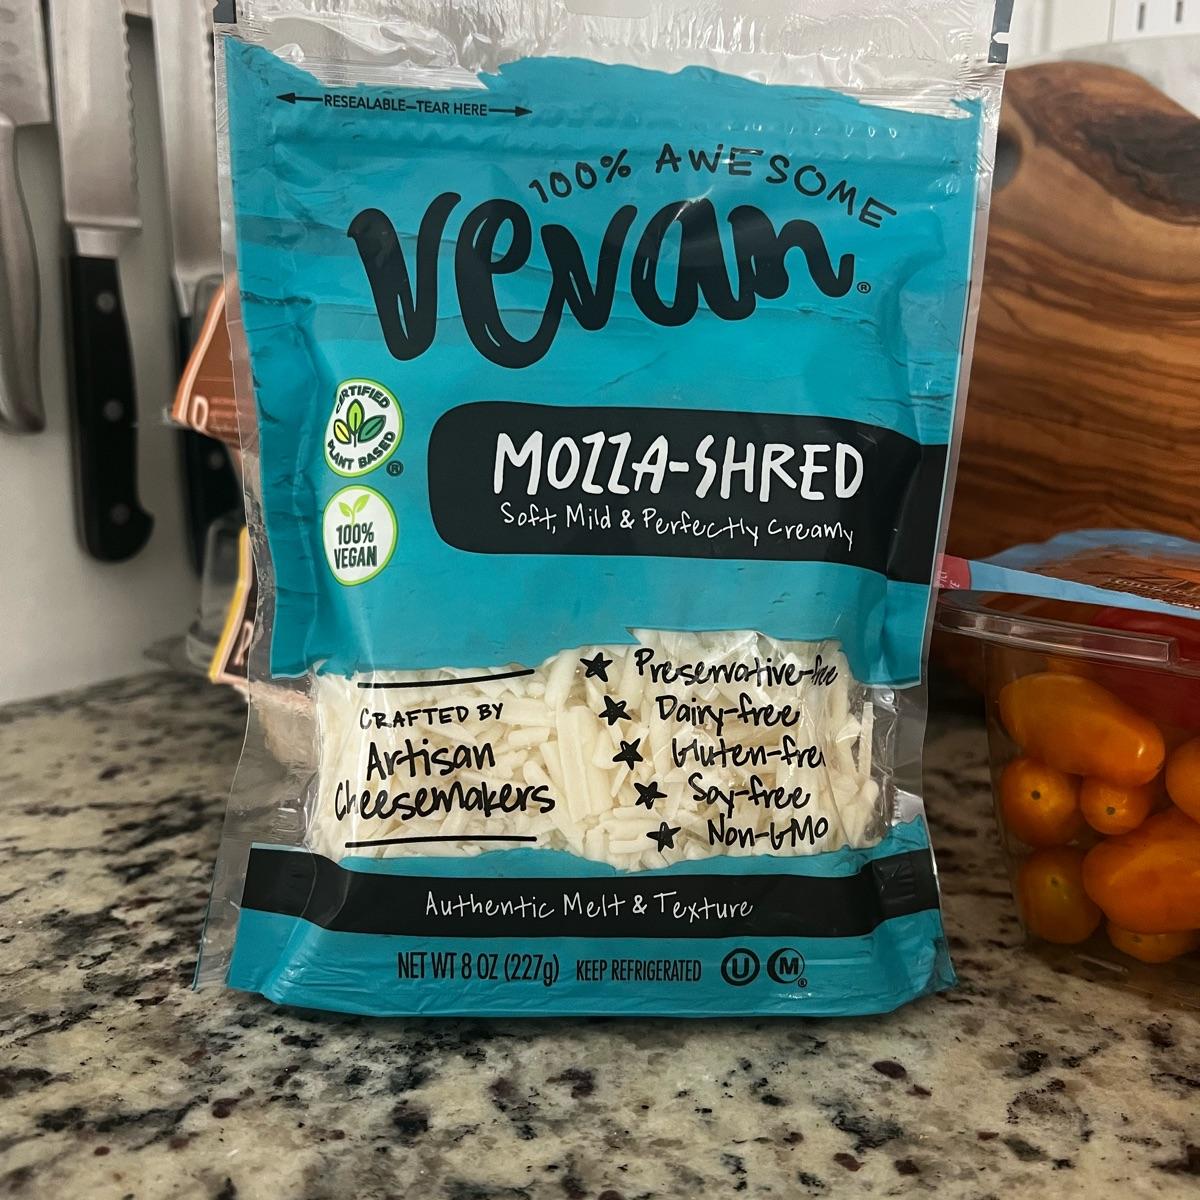 RESEALABLE–TEAR HERE
100% AWESOME
Vevan®
CERTIFIED
PLANT BASED®
100%
VEGAN
MOZZA-SHRED
Soft, Mild & Perfectly Creamy
CRAFTED BY
Artisan
Cheesemakers
★ Preservative-free
★ Dairy-free
★ Gluten-free
★ Soy-free
★ Non-GMO
Authentic Melt & Texture
NET WT 8 OZ (227g) KEEP REFRIGERATED U M®